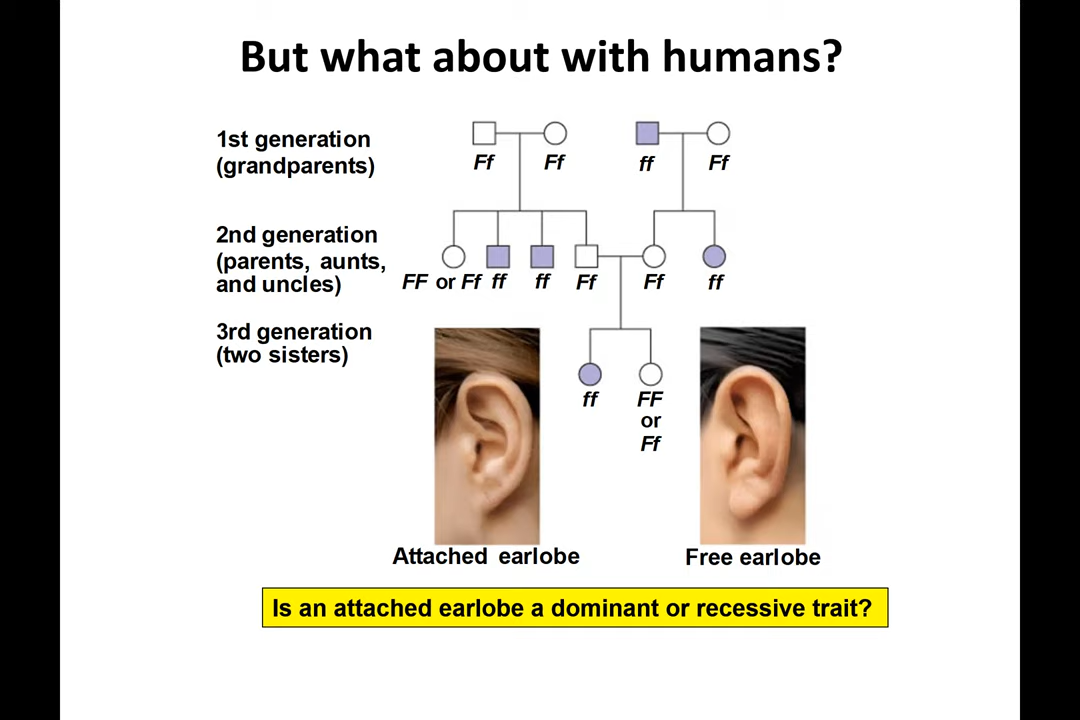 But what about with humans?
1st generation
(grandparents)
Ff Ff ff Ff
2nd generation
(parents, aunts,
and uncles)
FF or Ff ff ff Ff Ff ff
3rd generation
(two sisters)
ff FF
or
Ff
Attached earlobe Free earlobe
Is an attached earlobe a dominant or recessive trait?